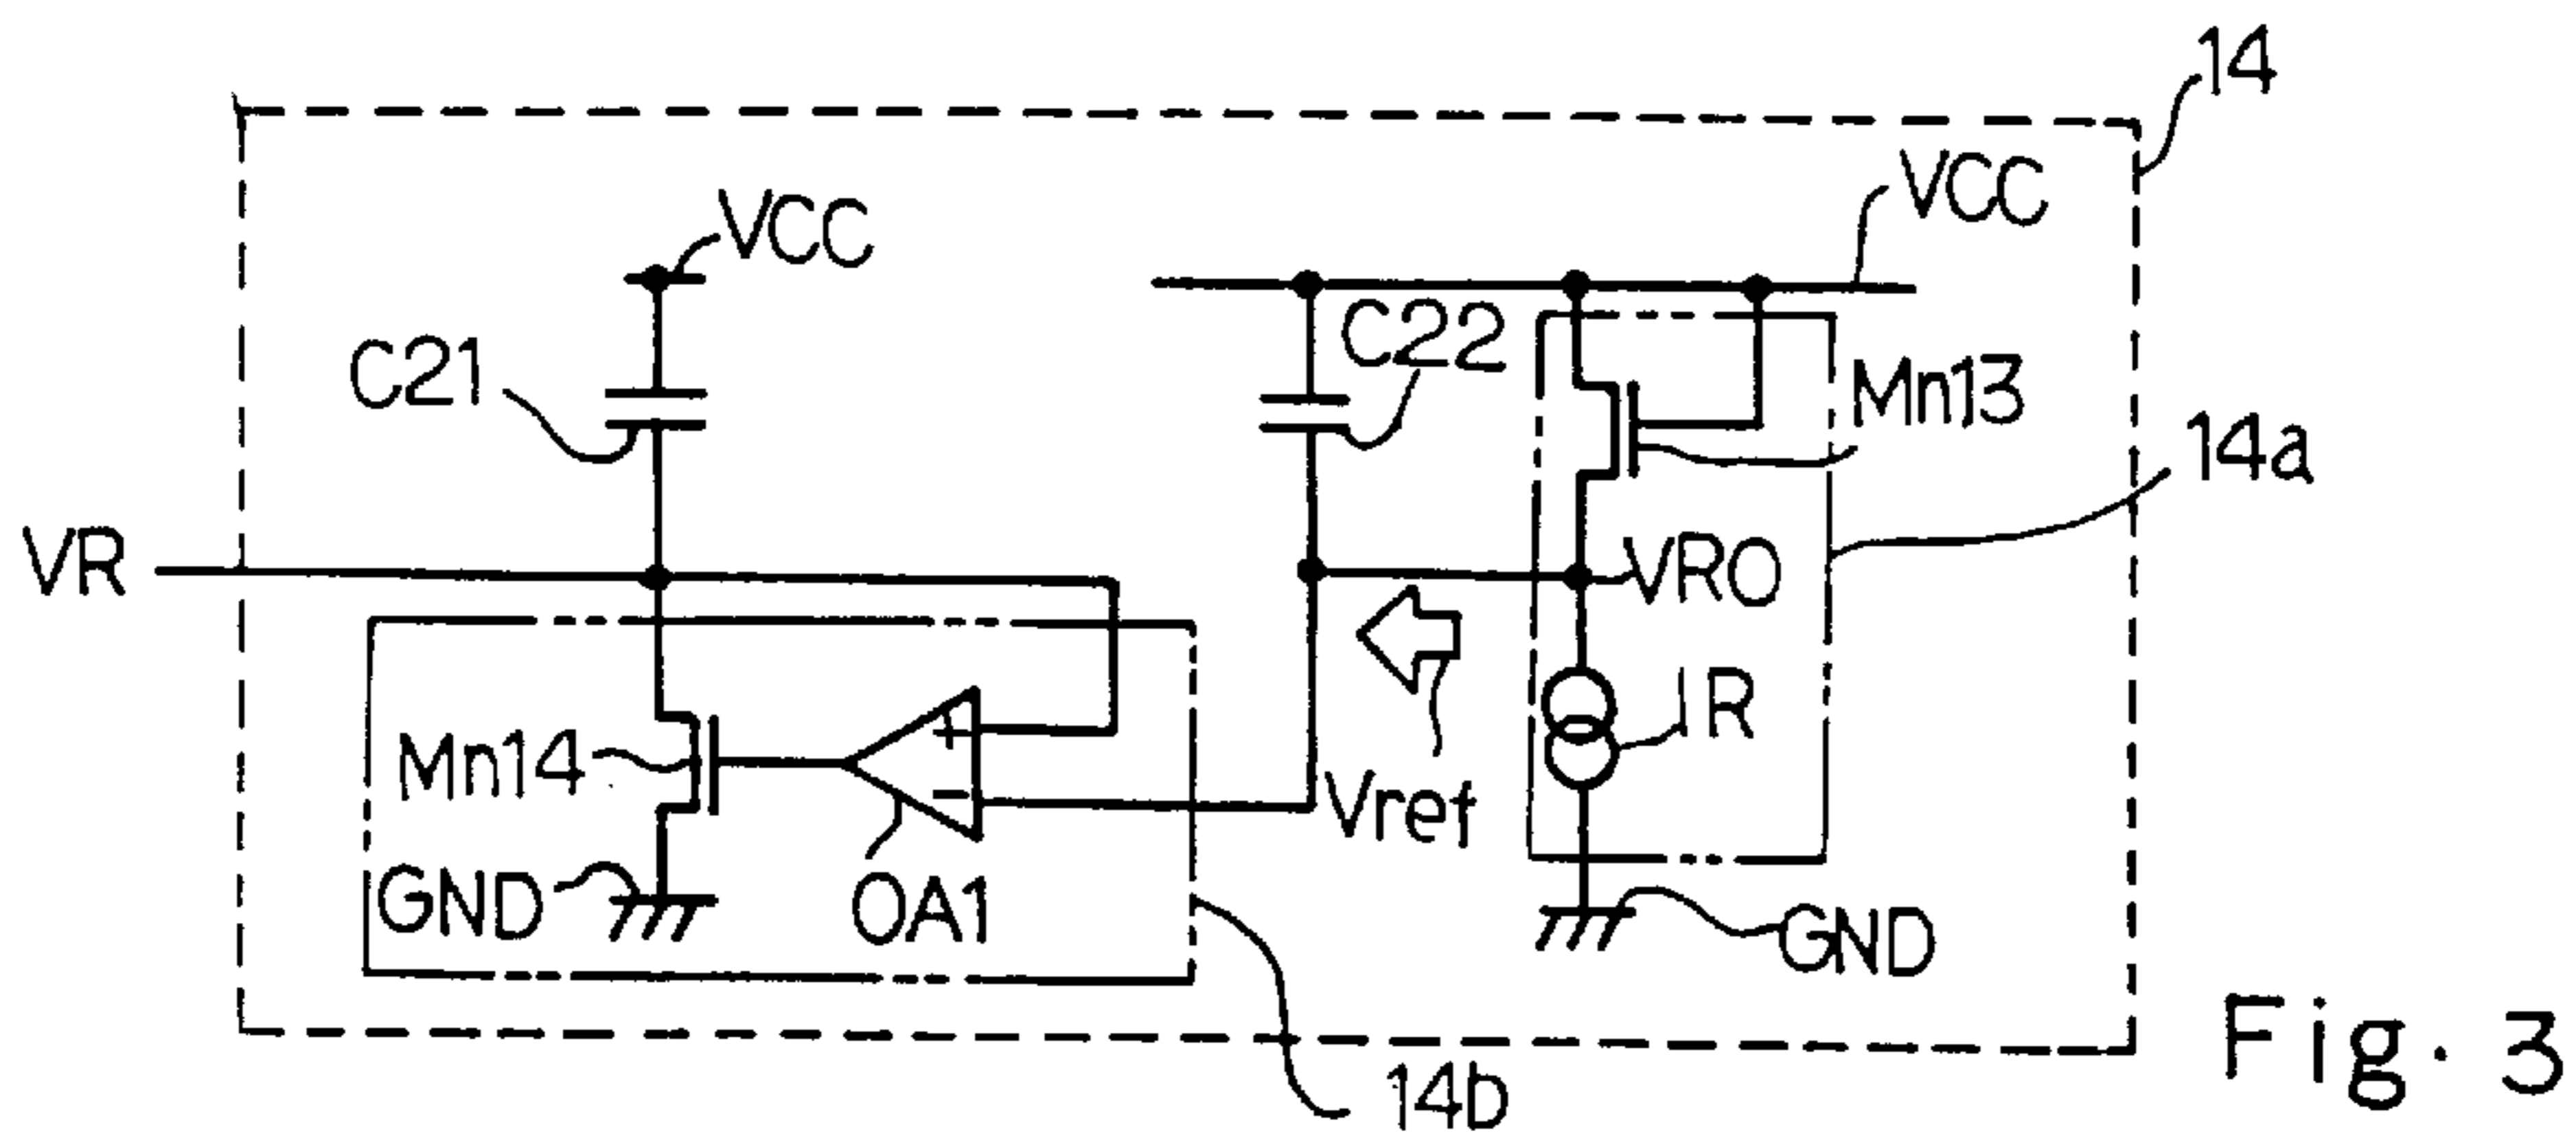 14
VCC
VCC
C21
C22
Mn13
14a
VR
VRO
IR
Mn14
Vref
+
−
GND
OA1
GND
14b
Fig. 3